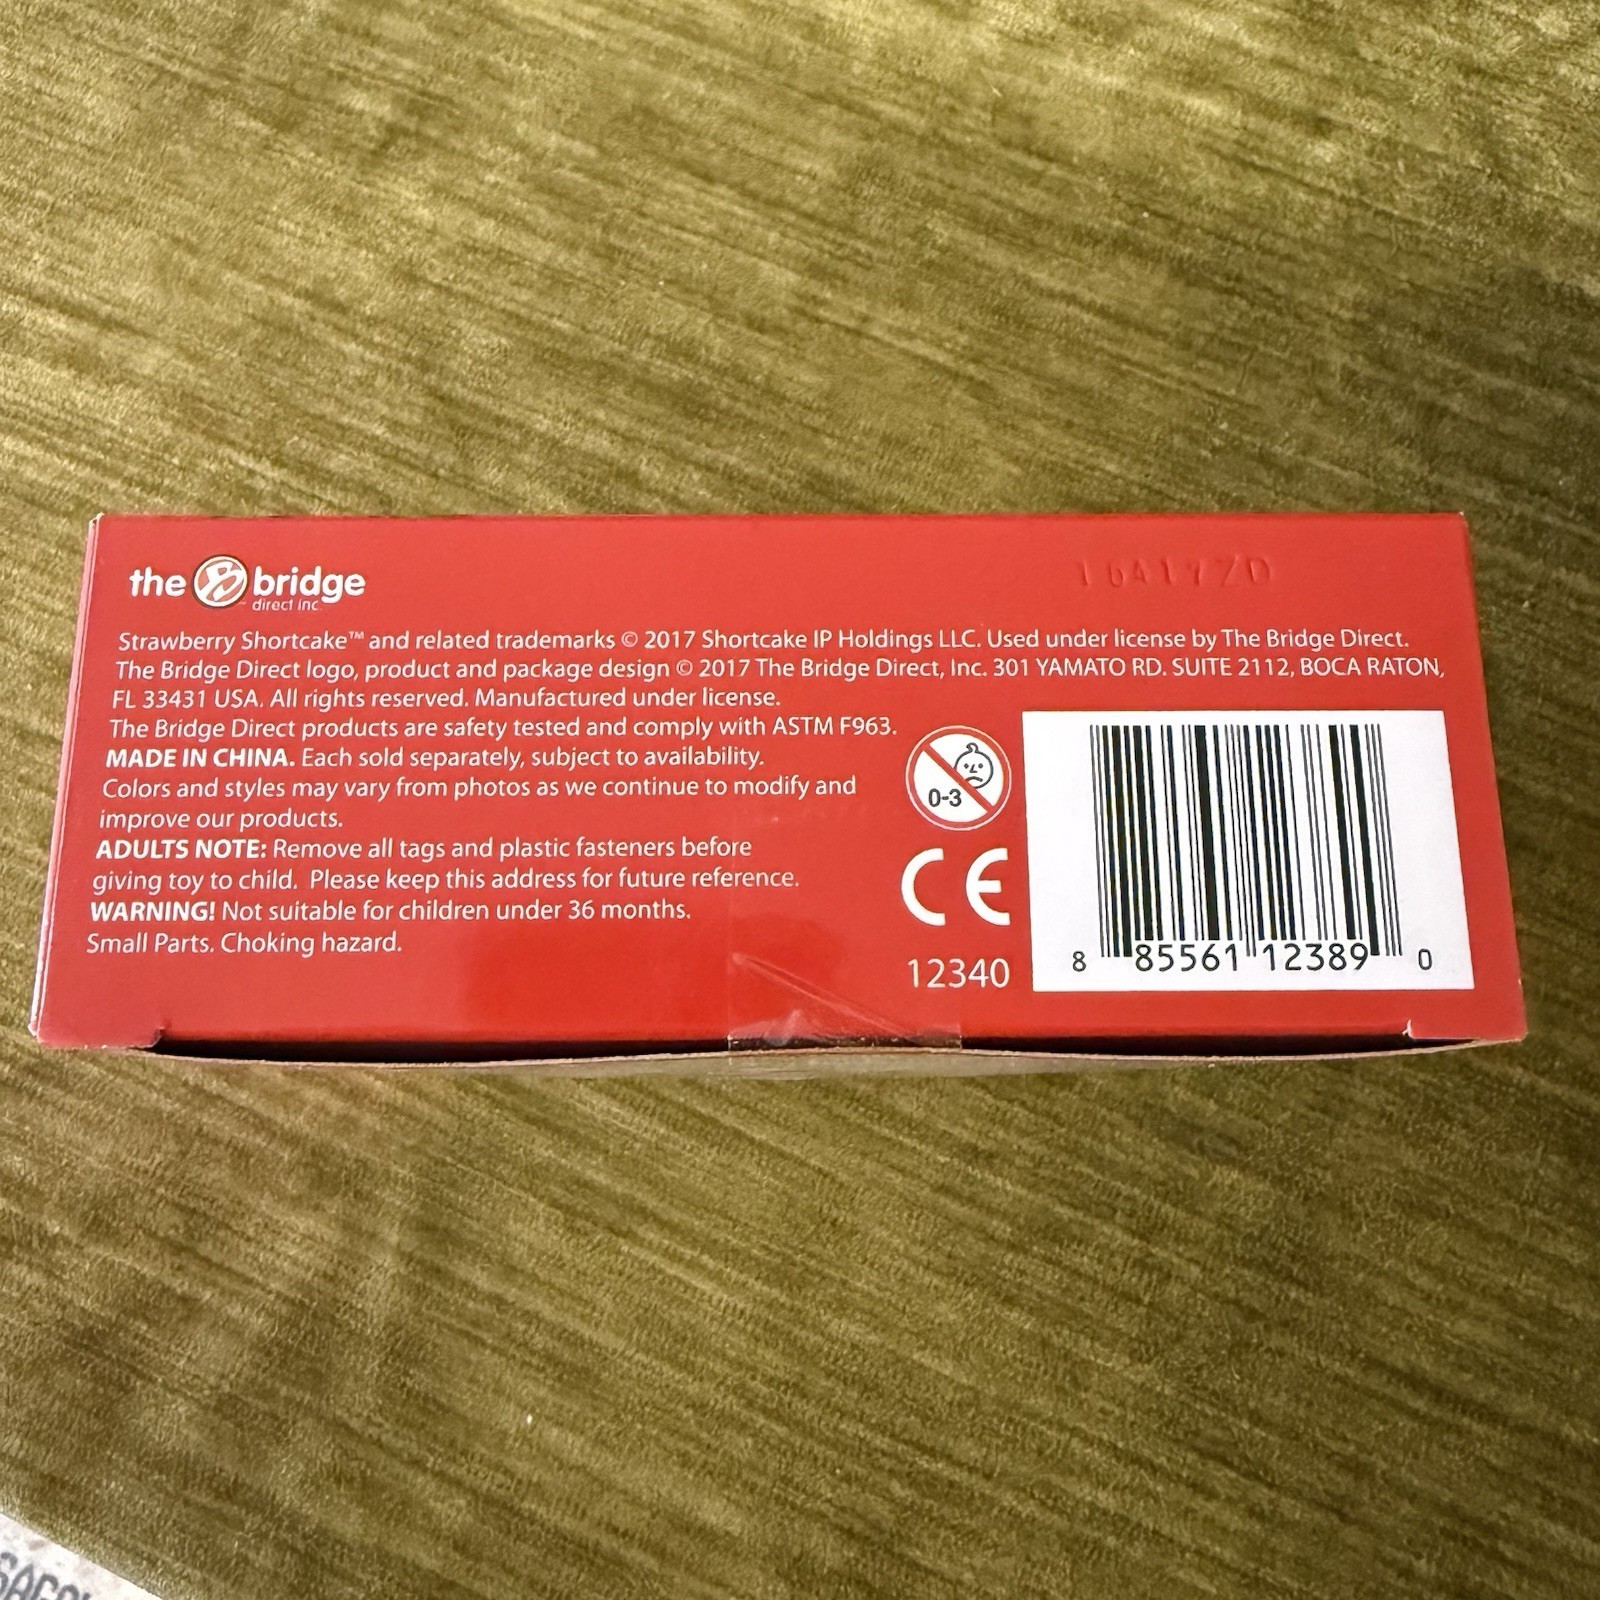 the bridge
direct inc.
Strawberry Shortcake™ and related trademarks © 2017 Shortcake IP Holdings LLC. Used under license by The Bridge Direct.
The Bridge Direct logo, product and package design © 2017 The Bridge Direct, Inc. 301 YAMATO RD. SUITE 2112, BOCA RATON,
FL 33431 USA. All rights reserved. Manufactured under license.
The Bridge Direct products are safety tested and comply with ASTM F963.
MADE IN CHINA. Each sold separately, subject to availability.
Colors and styles may vary from photos as we continue to modify and
improve our products.
ADULTS NOTE: Remove all tags and plastic fasteners before
giving toy to child. Please keep this address for future reference.
WARNING! Not suitable for children under 36 months.
Small Parts. Choking hazard.
0-3
CE
12340
8 85561 12389 0